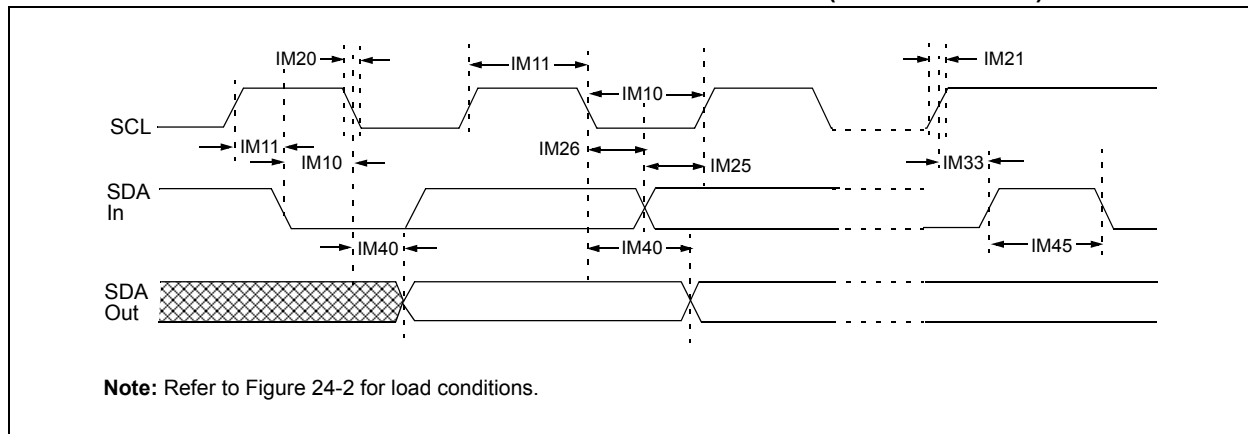 IM20
IM11
IM21
IM10
SCL
IM11
IM10
IM26
IM25
IM33
SDA
In
IM40
IM40
IM45
SDA
Out
Note: Refer to Figure 24-2 for load conditions.